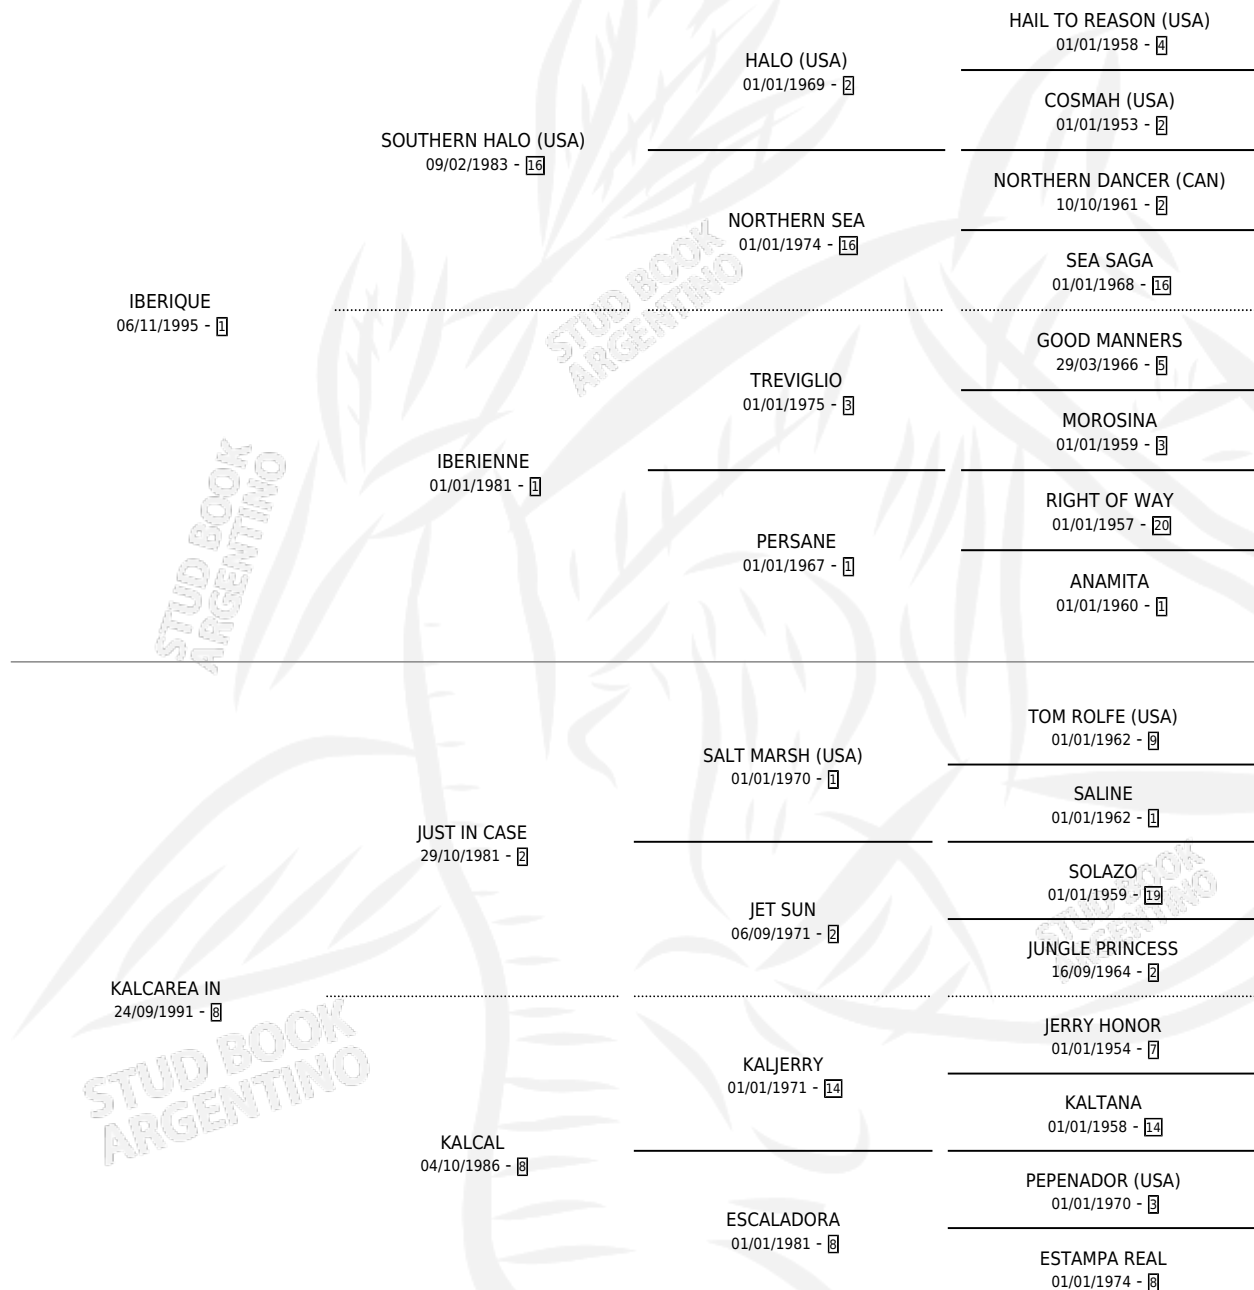 HAIL TO REASON (USA)
01/01/1958 - 4
HALO (USA)
01/01/1969 - 2
COSMAH (USA)
01/01/1953 - 2
SOUTHERN HALO (USA)
09/02/1983 - 16
NORTHERN DANCER (CAN)
10/10/1961 - 2
NORTHERN SEA
01/01/1974 - 16
SEA SAGA
01/01/1968 - 16
IBERIQUE
06/11/1995 - 1
STUD BOOK
ARGENTINO
GOOD MANNERS
29/03/1966 - 5
TREVIGLIO
01/01/1975 - 3
MOROSINA
01/01/1959 - 3
IBERIENNE
01/01/1981 - 1
RIGHT OF WAY
01/01/1957 - 20
PERSANE
01/01/1967 - 1
ANAMITA
01/01/1960 - 1
STUD BOOK
ARGENTINO
TOM ROLFE (USA)
01/01/1962 - 9
SALT MARSH (USA)
01/01/1970 - 1
SALINE
01/01/1962 - 1
JUST IN CASE
29/10/1981 - 2
SOLAZO
01/01/1959 - 19
JET SUN
06/09/1971 - 2
JUNGLE PRINCESS
16/09/1964 - 2
STUD BOOK
ARGENTINO
KALCAREA IN
24/09/1991 - 8
JERRY HONOR
01/01/1954 - 7
KALJERRY
01/01/1971 - 14
KALTANA
01/01/1958 - 14
STUD BOOK
ARGENTINO
KALCAL
04/10/1986 - 8
PEPENADOR (USA)
01/01/1970 - 3
ESCALADORA
01/01/1981 - 8
ESTAMPA REAL
01/01/1974 - 8